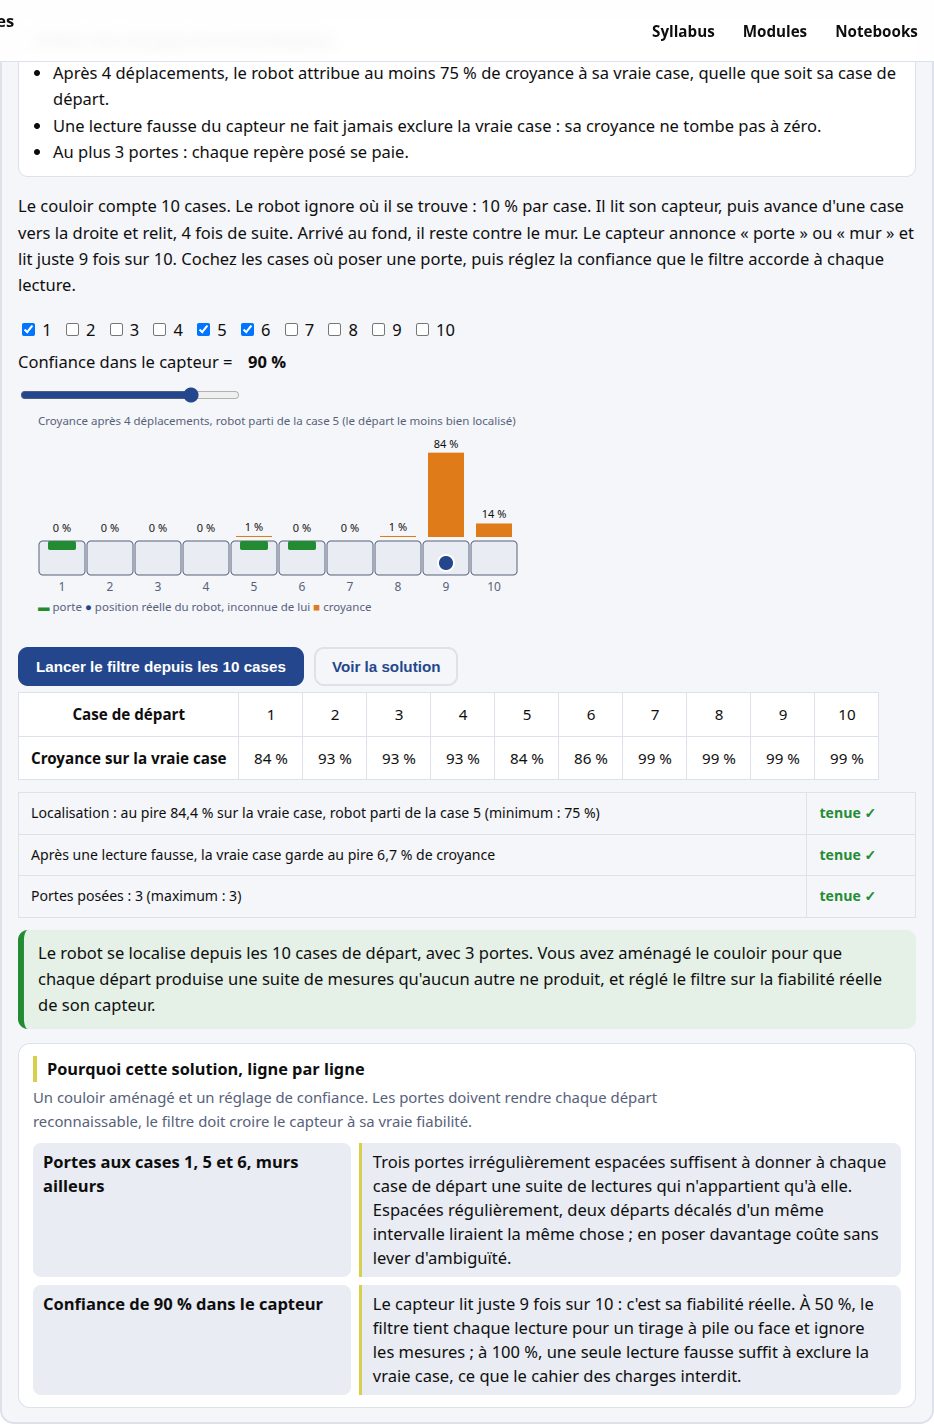 es
Syllabus Modules Notebooks
Après 4 déplacements, le robot attribue au moins 75 % de croyance à sa vraie case, quelle que soit sa case de
départ.
Une lecture fausse du capteur ne fait jamais exclure la vraie case : sa croyance ne tombe pas à zéro.
Au plus 3 portes : chaque repère posé se paie.
Le couloir compte 10 cases. Le robot ignore où il se trouve : 10 % par case. Il lit son capteur, puis avance d'une case
vers la droite et relit, 4 fois de suite. Arrivé au fond, il reste contre le mur. Le capteur annonce « porte » ou « mur » et
lit juste 9 fois sur 10. Cochez les cases où poser une porte, puis réglez la confiance que le filtre accorde à chaque
lecture.
1 2 3 4 5 6 7 8 9 10
Confiance dans le capteur = 90 %
Croyance après 4 déplacements, robot parti de la case 5 (le départ le moins bien localisé)
0 % 0 % 0 % 0 % 1 % 0 % 0 % 1 % 84 % 14 %
1 2 3 4 5 6 7 8 9 10
porte position réelle du robot, inconnue de lui croyance
Lancer le filtre depuis les 10 cases Voir la solution
Case de départ 1 2 3 4 5 6 7 8 9 10
Croyance sur la vraie case 84 % 93 % 93 % 93 % 84 % 86 % 99 % 99 % 99 % 99 %
Localisation : au pire 84,4 % sur la vraie case, robot parti de la case 5 (minimum : 75 %) tenue ✓
Après une lecture fausse, la vraie case garde au pire 6,7 % de croyance tenue ✓
Portes posées : 3 (maximum : 3) tenue ✓
Le robot se localise depuis les 10 cases de départ, avec 3 portes. Vous avez aménagé le couloir pour que
chaque départ produise une suite de mesures qu'aucun autre ne produit, et réglé le filtre sur la fiabilité réelle
de son capteur.
Pourquoi cette solution, ligne par ligne
Un couloir aménagé et un réglage de confiance. Les portes doivent rendre chaque départ
reconnaissable, le filtre doit croire le capteur à sa vraie fiabilité.
Portes aux cases 1, 5 et 6, murs
ailleurs
Trois portes irrégulièrement espacées suffisent à donner à chaque
case de départ une suite de lectures qui n'appartient qu'à elle.
Espacées régulièrement, deux départs décalés d'un même
intervalle liraient la même chose ; en poser davantage coûte sans
lever d'ambiguïté.
Confiance de 90 % dans le capteur
Le capteur lit juste 9 fois sur 10 : c'est sa fiabilité réelle. À 50 %, le
filtre tient chaque lecture pour un tirage à pile ou face et ignore
les mesures ; à 100 %, une seule lecture fausse suffit à exclure la
vraie case, ce que le cahier des charges interdit.